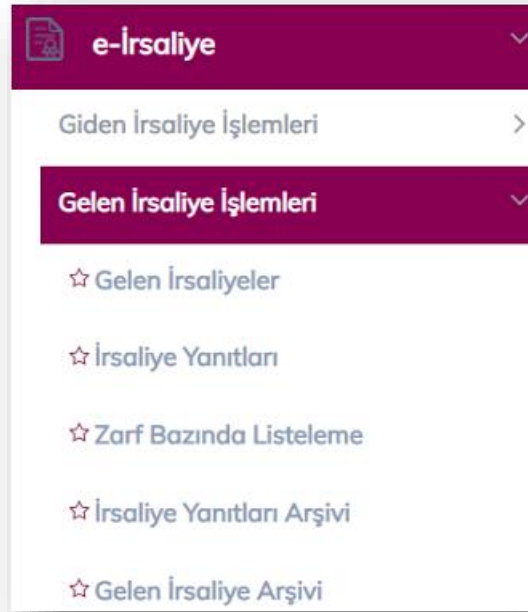 e-İrsaliye
Giden İrsaliye İşlemleri
Gelen İrsaliye İşlemleri
Gelen İrsaliyeler
İrsaliye Yanıtları
Zarf Bazında Listeleme
İrsaliye Yanıtları Arşivi
Gelen İrsaliye Arşivi